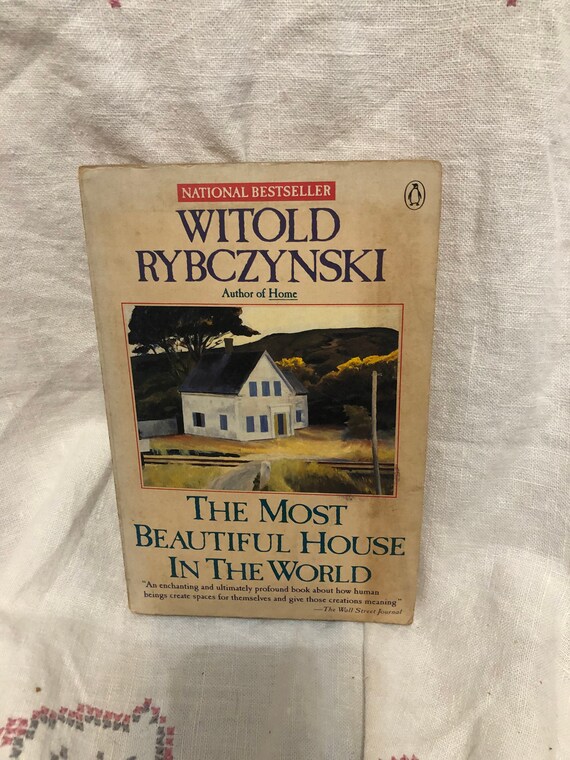 NATIONAL BESTSELLER
WITOLD
RYBCZYNSKI
Author of Home
THE MOST
BEAUTIFUL HOUSE
IN THE WORLD
"An enchanting and ultimately profound book about how human
beings create spaces for themselves and give those creations meaning"
—The Wall Street Journal